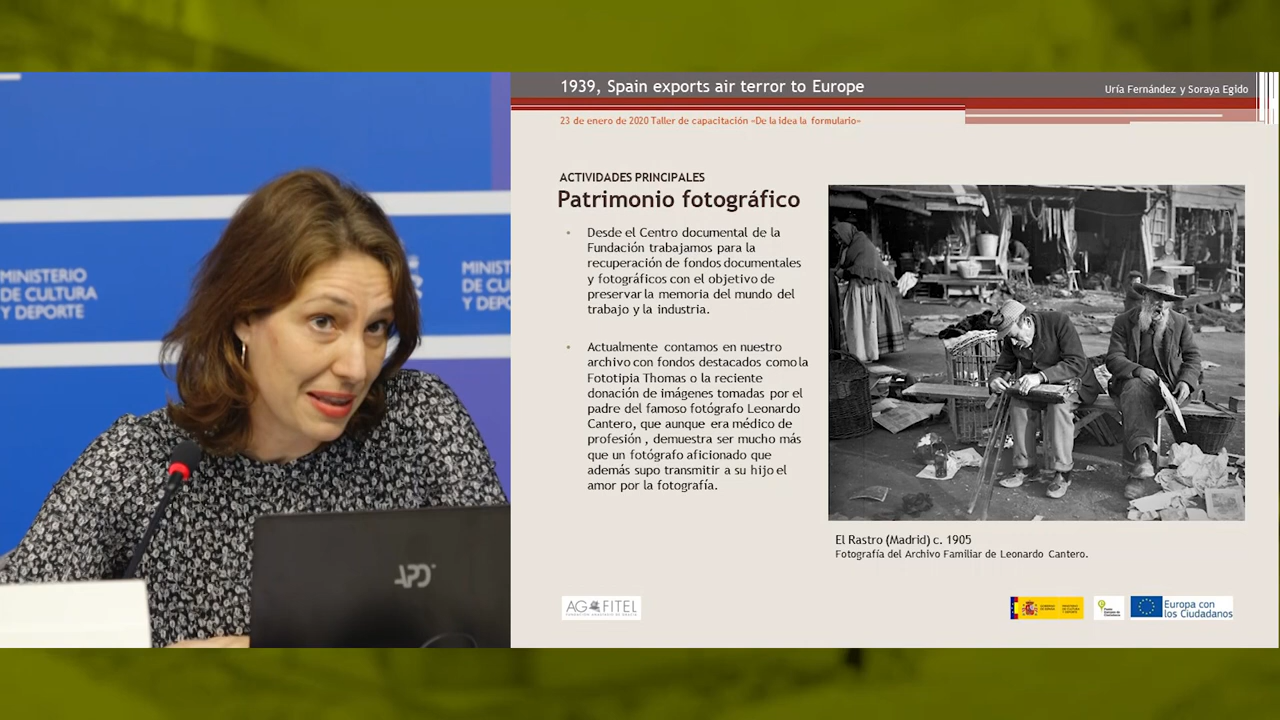 MINISTERIO
DE CULTURA
Y DEPORTE
MINIST
DE CU
Y DEPO
APD
1939, Spain exports air terror to Europe
Uría Fernández y Soraya Egido
23 de enero de 2020 Taller de capacitación «De la idea la formulario»
ACTIVIDADES PRINCIPALES
Patrimonio fotográfico
• Desde el Centro documental de la
Fundación trabajamos para la
recuperación de fondos documentales
y fotográficos con el objetivo de
preservar la memoria del mundo del
trabajo y la industria.
• Actualmente contamos en nuestro
archivo con fondos destacados como la
Fototipia Thomas o la reciente
donación de imágenes tomadas por el
padre del famoso fotógrafo Leonardo
Cantero, que aunque era médico de
profesión , demuestra ser mucho más
que un fotógrafo aficionado que
además supo transmitir a su hijo el
amor por la fotografía.
El Rastro (Madrid) c. 1905
Fotografía del Archivo Familiar de Leonardo Cantero.
AG FITEL
Europa con
los Ciudadanos